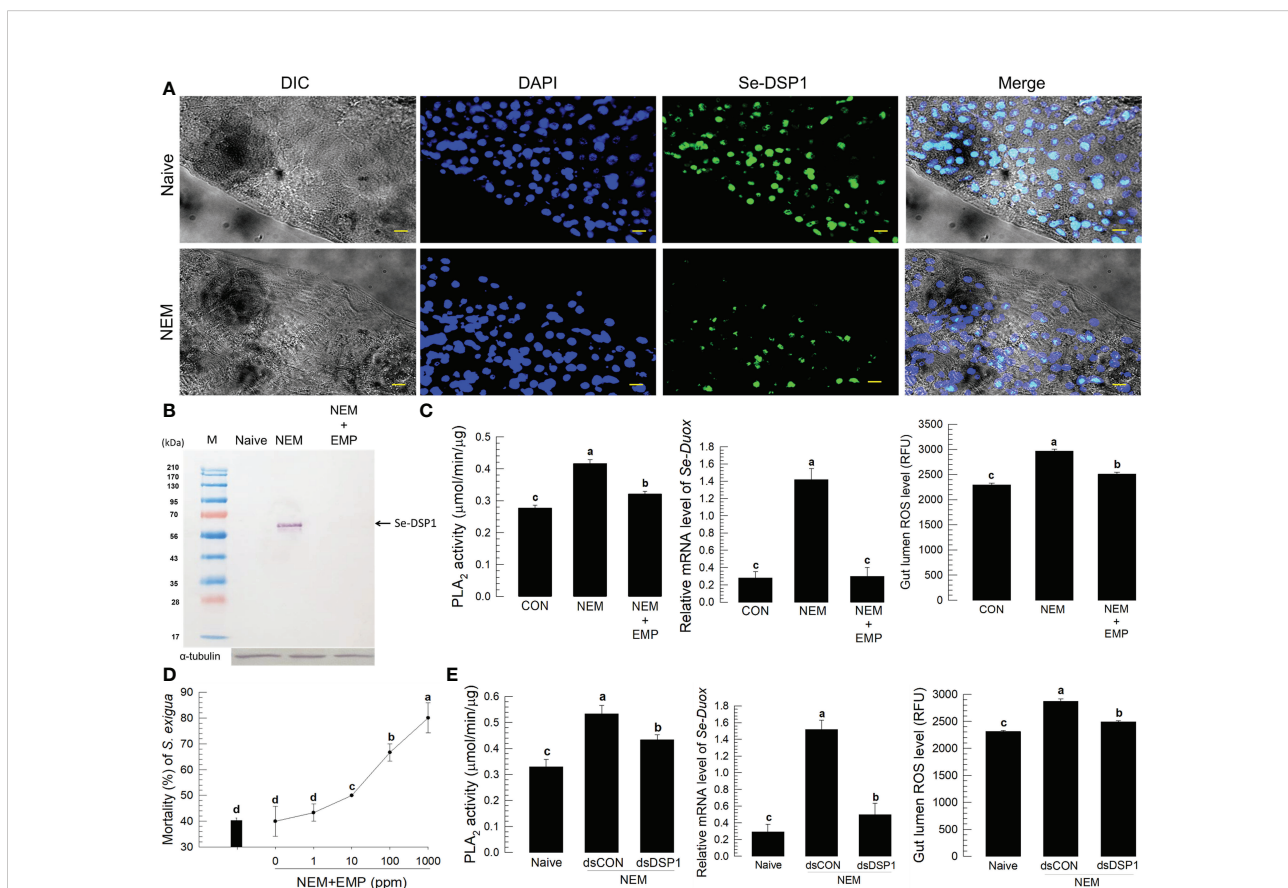 A
DIC
DAPI
Se-DSP1
Merge
Naive
NEM
B
(kDa)
M
Naive
NEM
NEM
+
EMP
210
170
130
95
70
56
43
35
28
17
Se-DSP1
α-tubulin
C
PLA2 activity (μmol/min/μg)
0.5
0.4
0.3
0.2
0.1
0.0
c
a
b
CON
NEM
NEM
+
EMP
Relative mRNA level of Se-Duox
1.8
1.6
1.4
1.2
1.0
0.8
0.6
0.4
0.2
0.0
c
a
c
CON
NEM
NEM
+
EMP
Gut lumen ROS level (RFU)
3500
3000
2500
2000
1500
1000
500
0
c
a
b
CON
NEM
NEM
+
EMP
D
Mortality (%) of S. exigua
90
80
70
60
50
40
30
d
d
d
c
b
a
0
1
10
100
1000
NEM+EMP (ppm)
E
PLA2 activity (μmol/min/μg)
0.6
0.5
0.4
0.3
0.2
0.1
0.0
c
a
b
Naive
dsCON
dsDSP1
NEM
Relative mRNA level of Se-Duox
1.8
1.6
1.4
1.2
1.0
0.8
0.6
0.4
0.2
0.0
c
a
b
Naive
dsCON
dsDSP1
NEM
Gut lumen ROS level (RFU)
3000
2500
2000
1500
1000
500
0
c
a
b
Naive
dsCON
dsDSP1
NEM